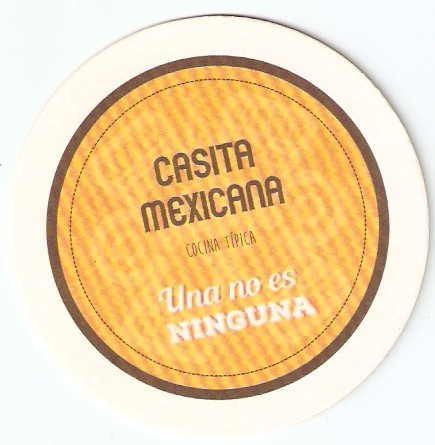 CASITA
MEXICANA
COCINA TÍPICA
Una no es
NINGUNA